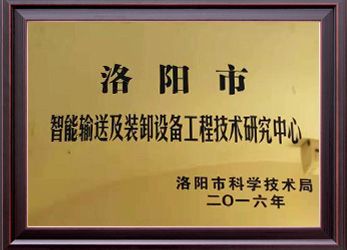 洛阳市
智能输送及装卸设备工程技术研究中心
洛阳市科学技术局
二〇一六年